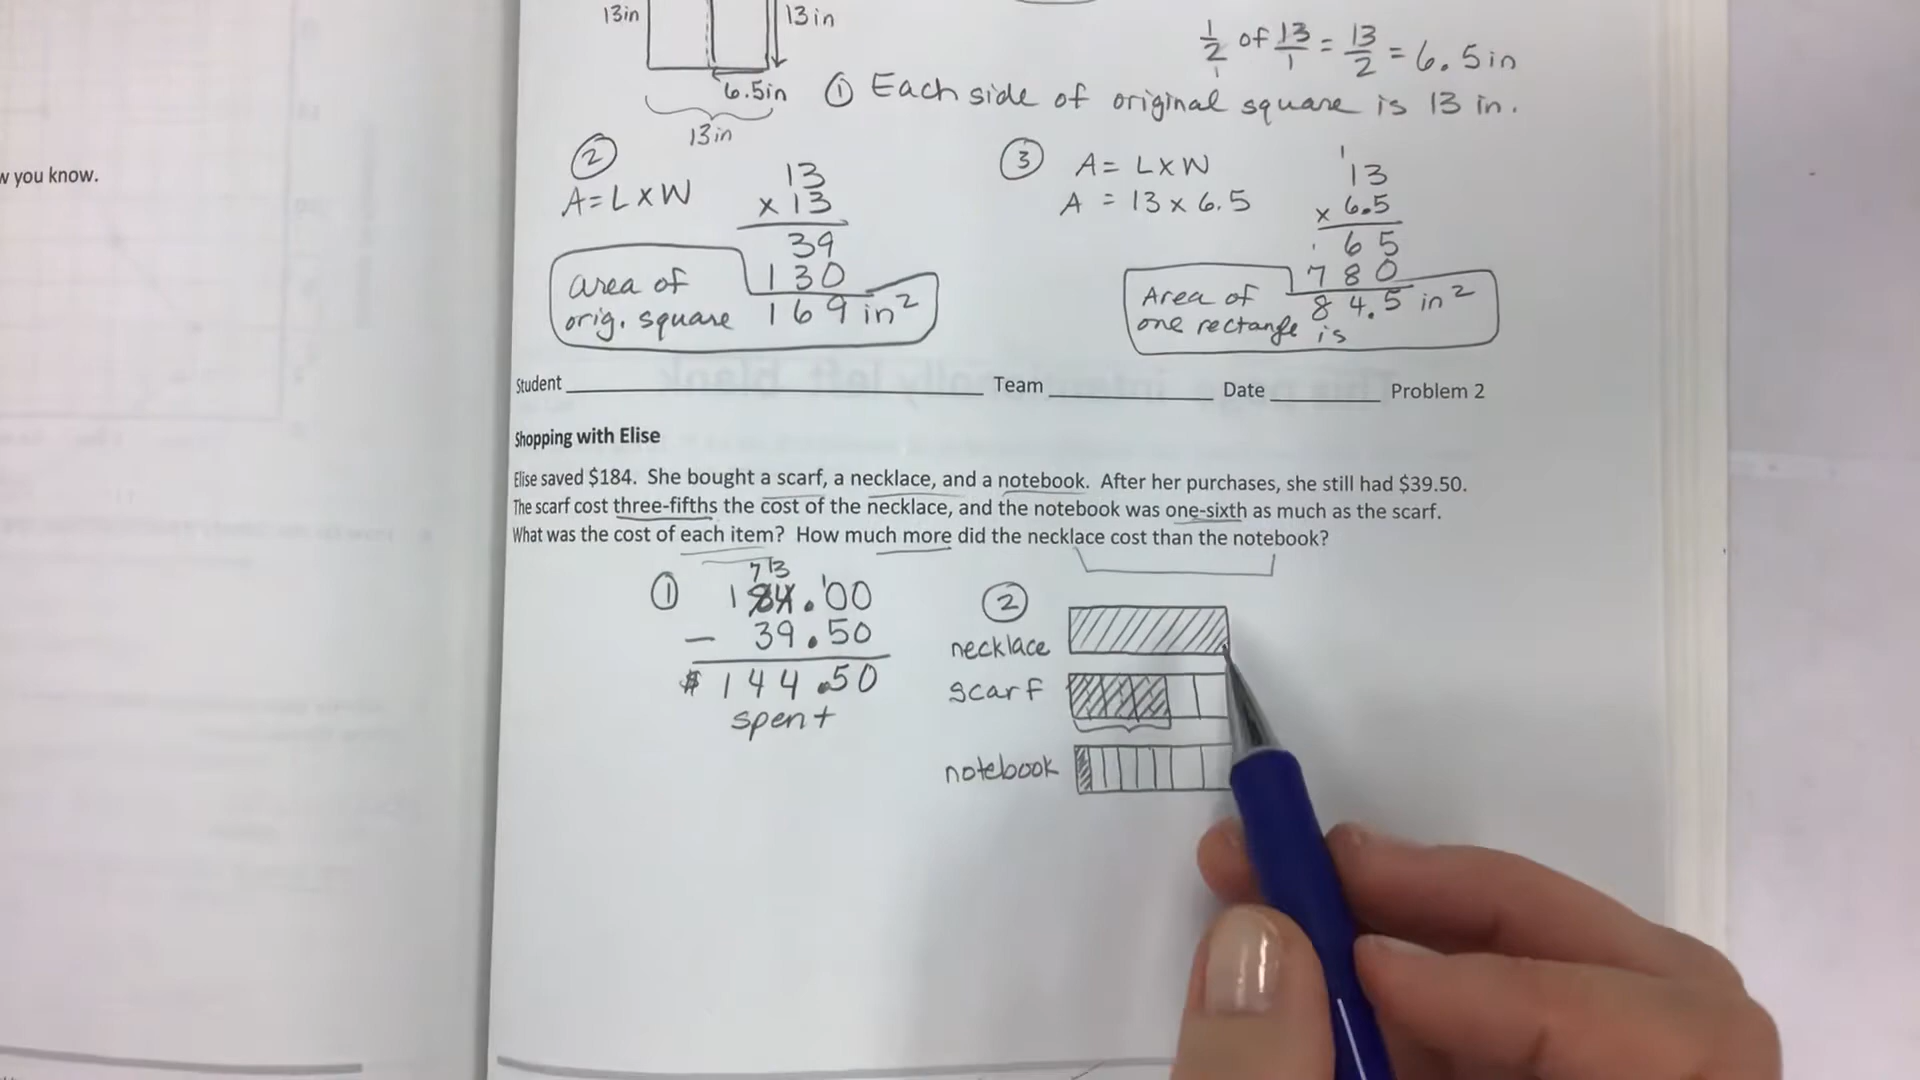 13in
13in
6.5in
13in
1/2 of 13/1 = 13/2 = 6.5in
① Each side of original square is 13 in.
②
A=LxW
13
x 13
39
130
169 in²
area of
orig. square
③
A= LxW
A = 13 x 6.5
1
13
x 6.5
65
780
84.5 in²
Area of
one rectangle is
w you know.
Student Team Date Problem 2
Shopping with Elise
Elise saved $184. She bought a scarf, a necklace, and a notebook. After her purchases, she still had $39.50.
The scarf cost three-fifths the cost of the necklace, and the notebook was one-sixth as much as the scarf.
What was the cost of each item? How much more did the necklace cost than the notebook?
①
7 13
184.100
- 39.50
$144.50
spent
②
necklace
scarf
notebook